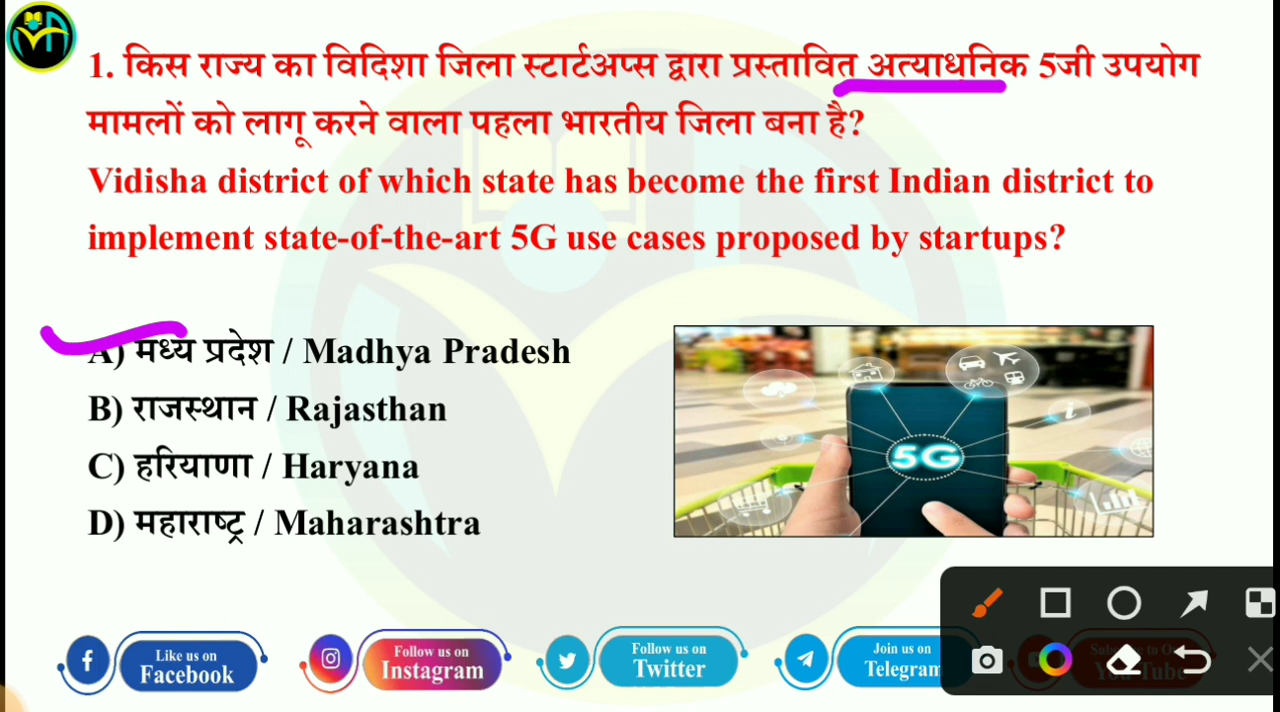 1. किस राज्य का विदिशा जिला स्टार्टअप्स द्वारा प्रस्तावित अत्याधुनिक 5जी उपयोग
मामलों को लागू करने वाला पहला भारतीय जिला बना है?
Vidisha district of which state has become the first Indian district to
implement state-of-the-art 5G use cases proposed by startups?
A) मध्य प्रदेश / Madhya Pradesh
B) राजस्थान / Rajasthan
C) हरियाणा / Haryana
D) महाराष्ट्र / Maharashtra
5G
Like us on
Facebook
Follow us on
Instagram
Follow us on
Twitter
Join us on
Telegram